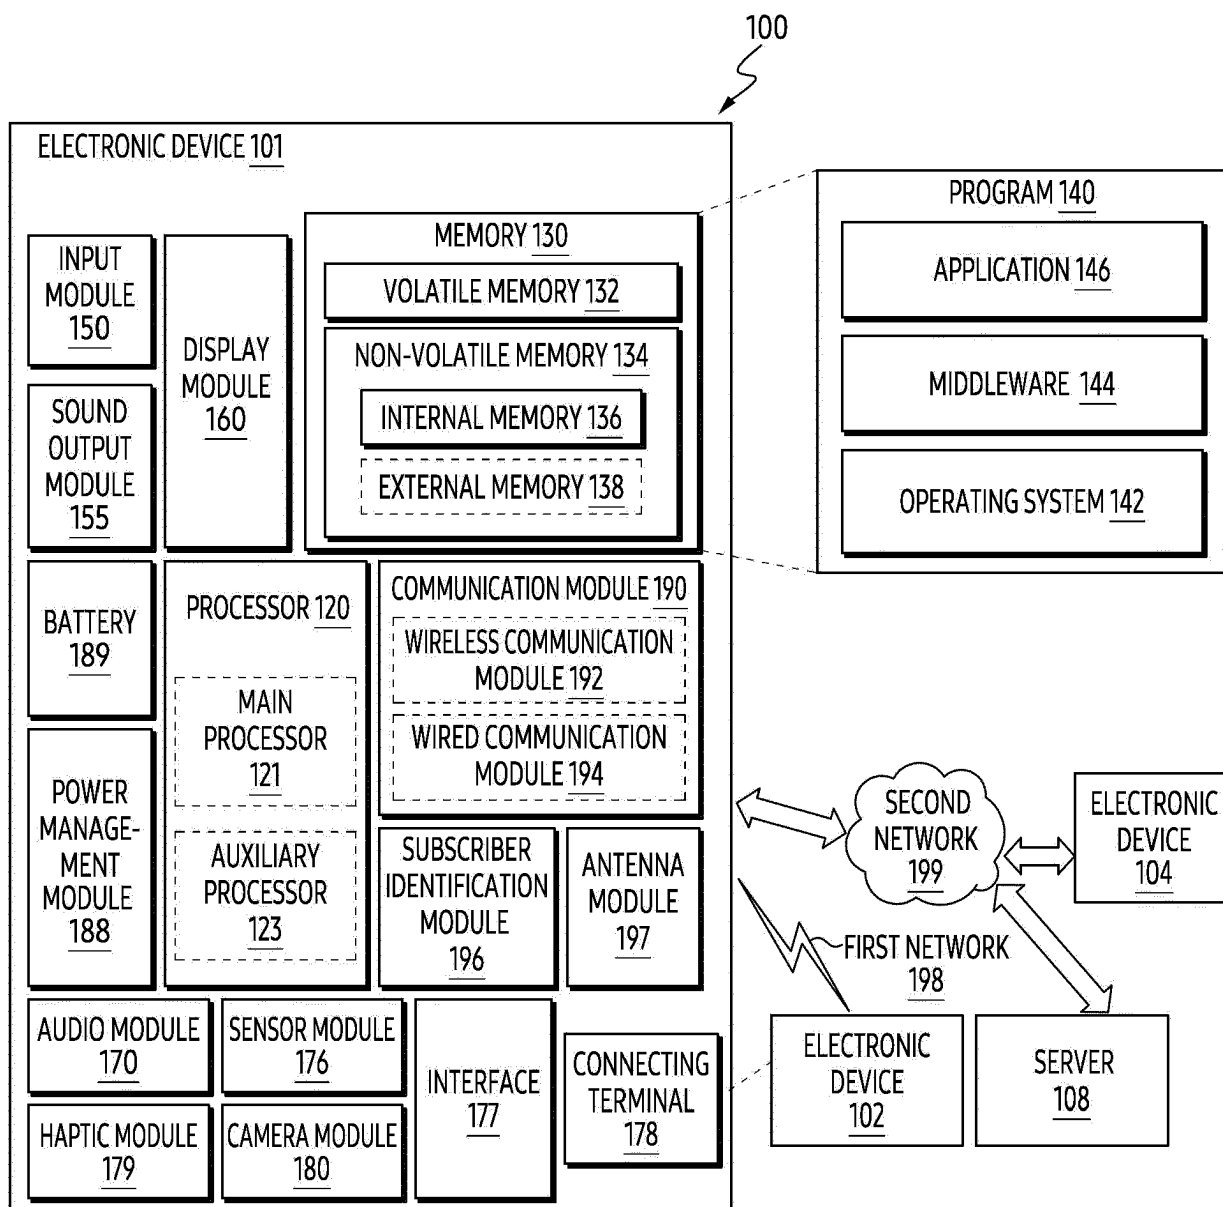 100
ELECTRONIC DEVICE 101
INPUT
MODULE
150
SOUND
OUTPUT
MODULE
155
DISPLAY
MODULE
160
MEMORY 130
VOLATILE MEMORY 132
NON-VOLATILE MEMORY 134
INTERNAL MEMORY 136
EXTERNAL MEMORY 138
PROGRAM 140
APPLICATION 146
MIDDLEWARE 144
OPERATING SYSTEM 142
BATTERY
189
POWER
MANAGE-
MENT
MODULE
188
PROCESSOR 120
MAIN
PROCESSOR
121
AUXILIARY
PROCESSOR
123
COMMUNICATION MODULE 190
WIRELESS COMMUNICATION
MODULE 192
WIRED COMMUNICATION
MODULE 194
SUBSCRIBER
IDENTIFICATION
MODULE
196
ANTENNA
MODULE
197
SECOND
NETWORK
199
ELECTRONIC
DEVICE
104
FIRST NETWORK
198
AUDIO MODULE
170
SENSOR MODULE
176
INTERFACE
177
CONNECTING
TERMINAL
178
HAPTIC MODULE
179
CAMERA MODULE
180
ELECTRONIC
DEVICE
102
SERVER
108